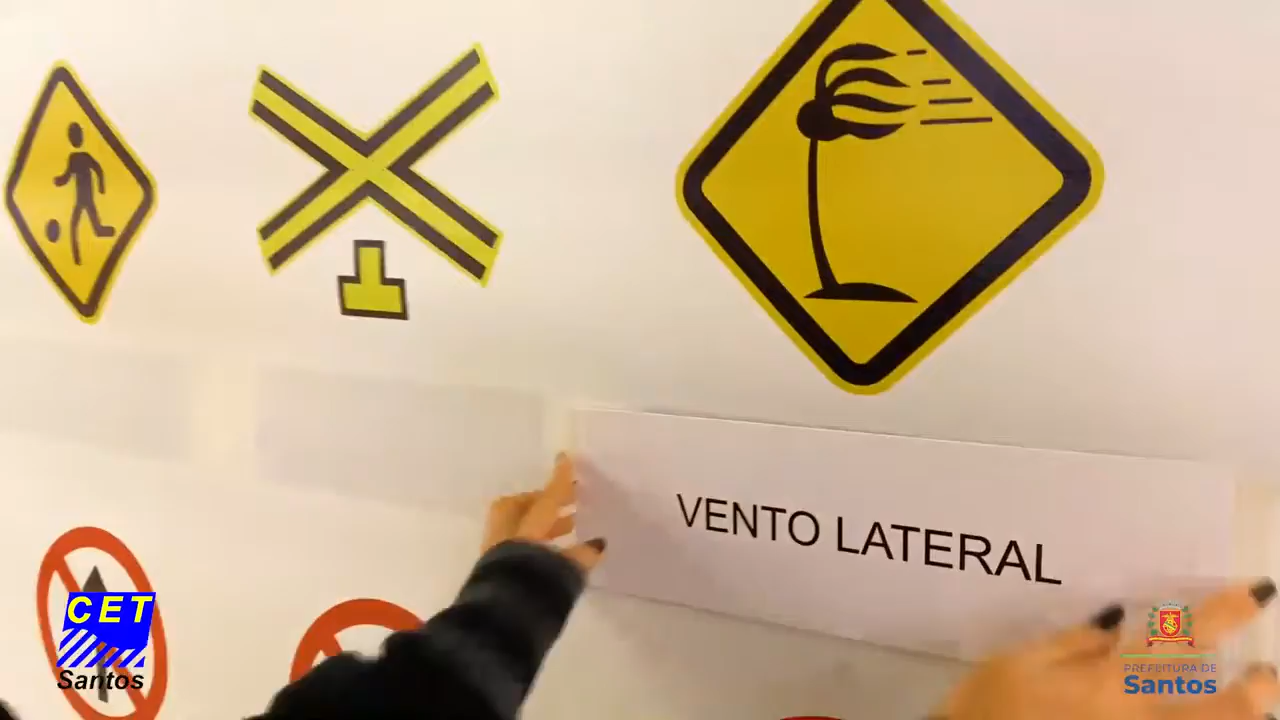 VENTO LATERAL
CET
Santos
PREFEITURA DE
Santos